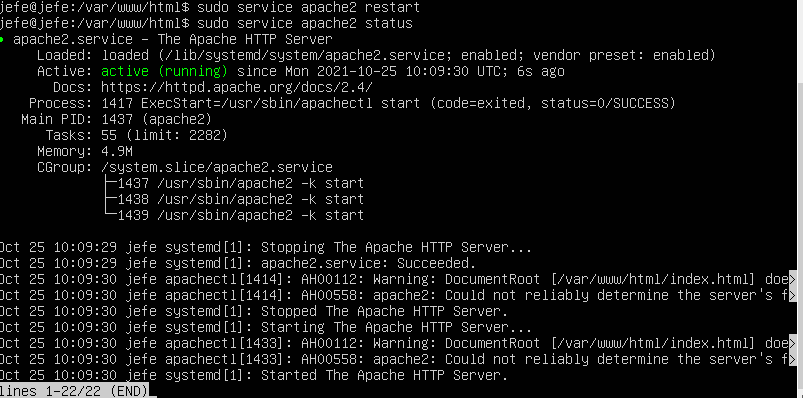 jefe@jefe:/var/www/html$ sudo service apache2 restart
jefe@jefe:/var/www/html$ sudo service apache2 status
● apache2.service - The Apache HTTP Server
     Loaded: loaded (/lib/systemd/system/apache2.service; enabled; vendor preset: enabled)
     Active: active (running) since Mon 2021-10-25 10:09:30 UTC; 6s ago
       Docs: https://httpd.apache.org/docs/2.4/
    Process: 1417 ExecStart=/usr/sbin/apachectl start (code=exited, status=0/SUCCESS)
   Main PID: 1437 (apache2)
      Tasks: 55 (limit: 2282)
     Memory: 4.9M
     CGroup: /system.slice/apache2.service
             ├─1437 /usr/sbin/apache2 -k start
             ├─1438 /usr/sbin/apache2 -k start
             └─1439 /usr/sbin/apache2 -k start
Oct 25 10:09:29 jefe systemd[1]: Stopping The Apache HTTP Server...
Oct 25 10:09:29 jefe systemd[1]: apache2.service: Succeeded.
Oct 25 10:09:30 jefe apachectl[1414]: AH00112: Warning: DocumentRoot [/var/www/html/index.html] doe>
Oct 25 10:09:30 jefe apachectl[1414]: AH00558: apache2: Could not reliably determine the server's f>
Oct 25 10:09:30 jefe systemd[1]: Stopped The Apache HTTP Server.
Oct 25 10:09:30 jefe systemd[1]: Starting The Apache HTTP Server...
Oct 25 10:09:30 jefe apachectl[1433]: AH00112: Warning: DocumentRoot [/var/www/html/index.html] doe>
Oct 25 10:09:30 jefe apachectl[1433]: AH00558: apache2: Could not reliably determine the server's f>
Oct 25 10:09:30 jefe systemd[1]: Started The Apache HTTP Server.
lines 1-22/22 (END)